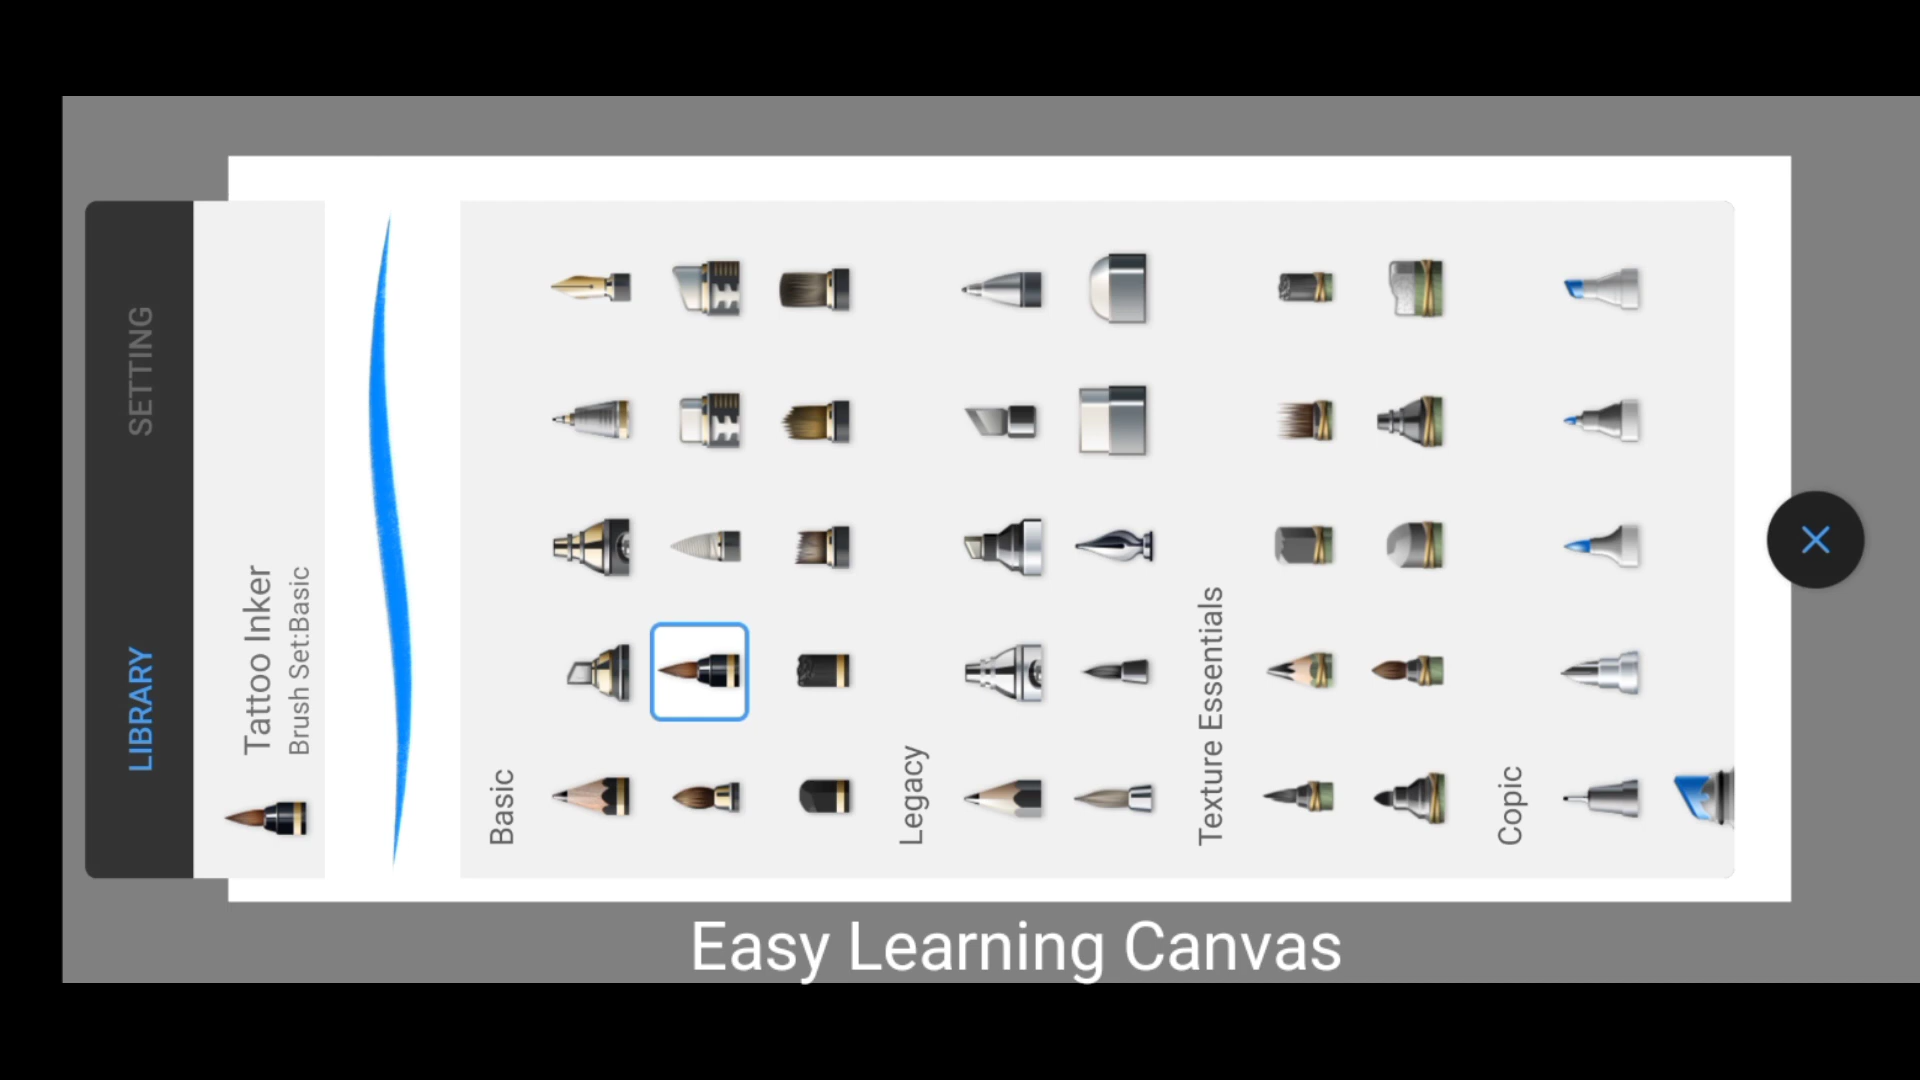 LIBRARY
SETTING
Tattoo Inker
Brush Set:Basic
Basic
Legacy
Texture Essentials
Copic
Easy Learning Canvas